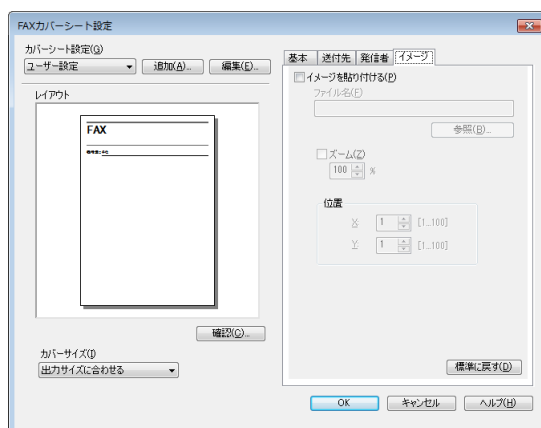 FAXカバーシート設定
カバーシート設定(G)
ユーザー設定
追加(A)...
編集(E)...
レイアウト
FAX
確認(C)...
カバーサイズ(I)
出力サイズに合わせる
基本 送付先 発信者 イメージ
イメージを貼り付ける(P)
ファイル名(F)
参照(B)...
ズーム(Z)
100 %
位置
X: 1 [1...100]
Y: 1 [1...100]
標準に戻す(D)
OK キャンセル ヘルプ(H)